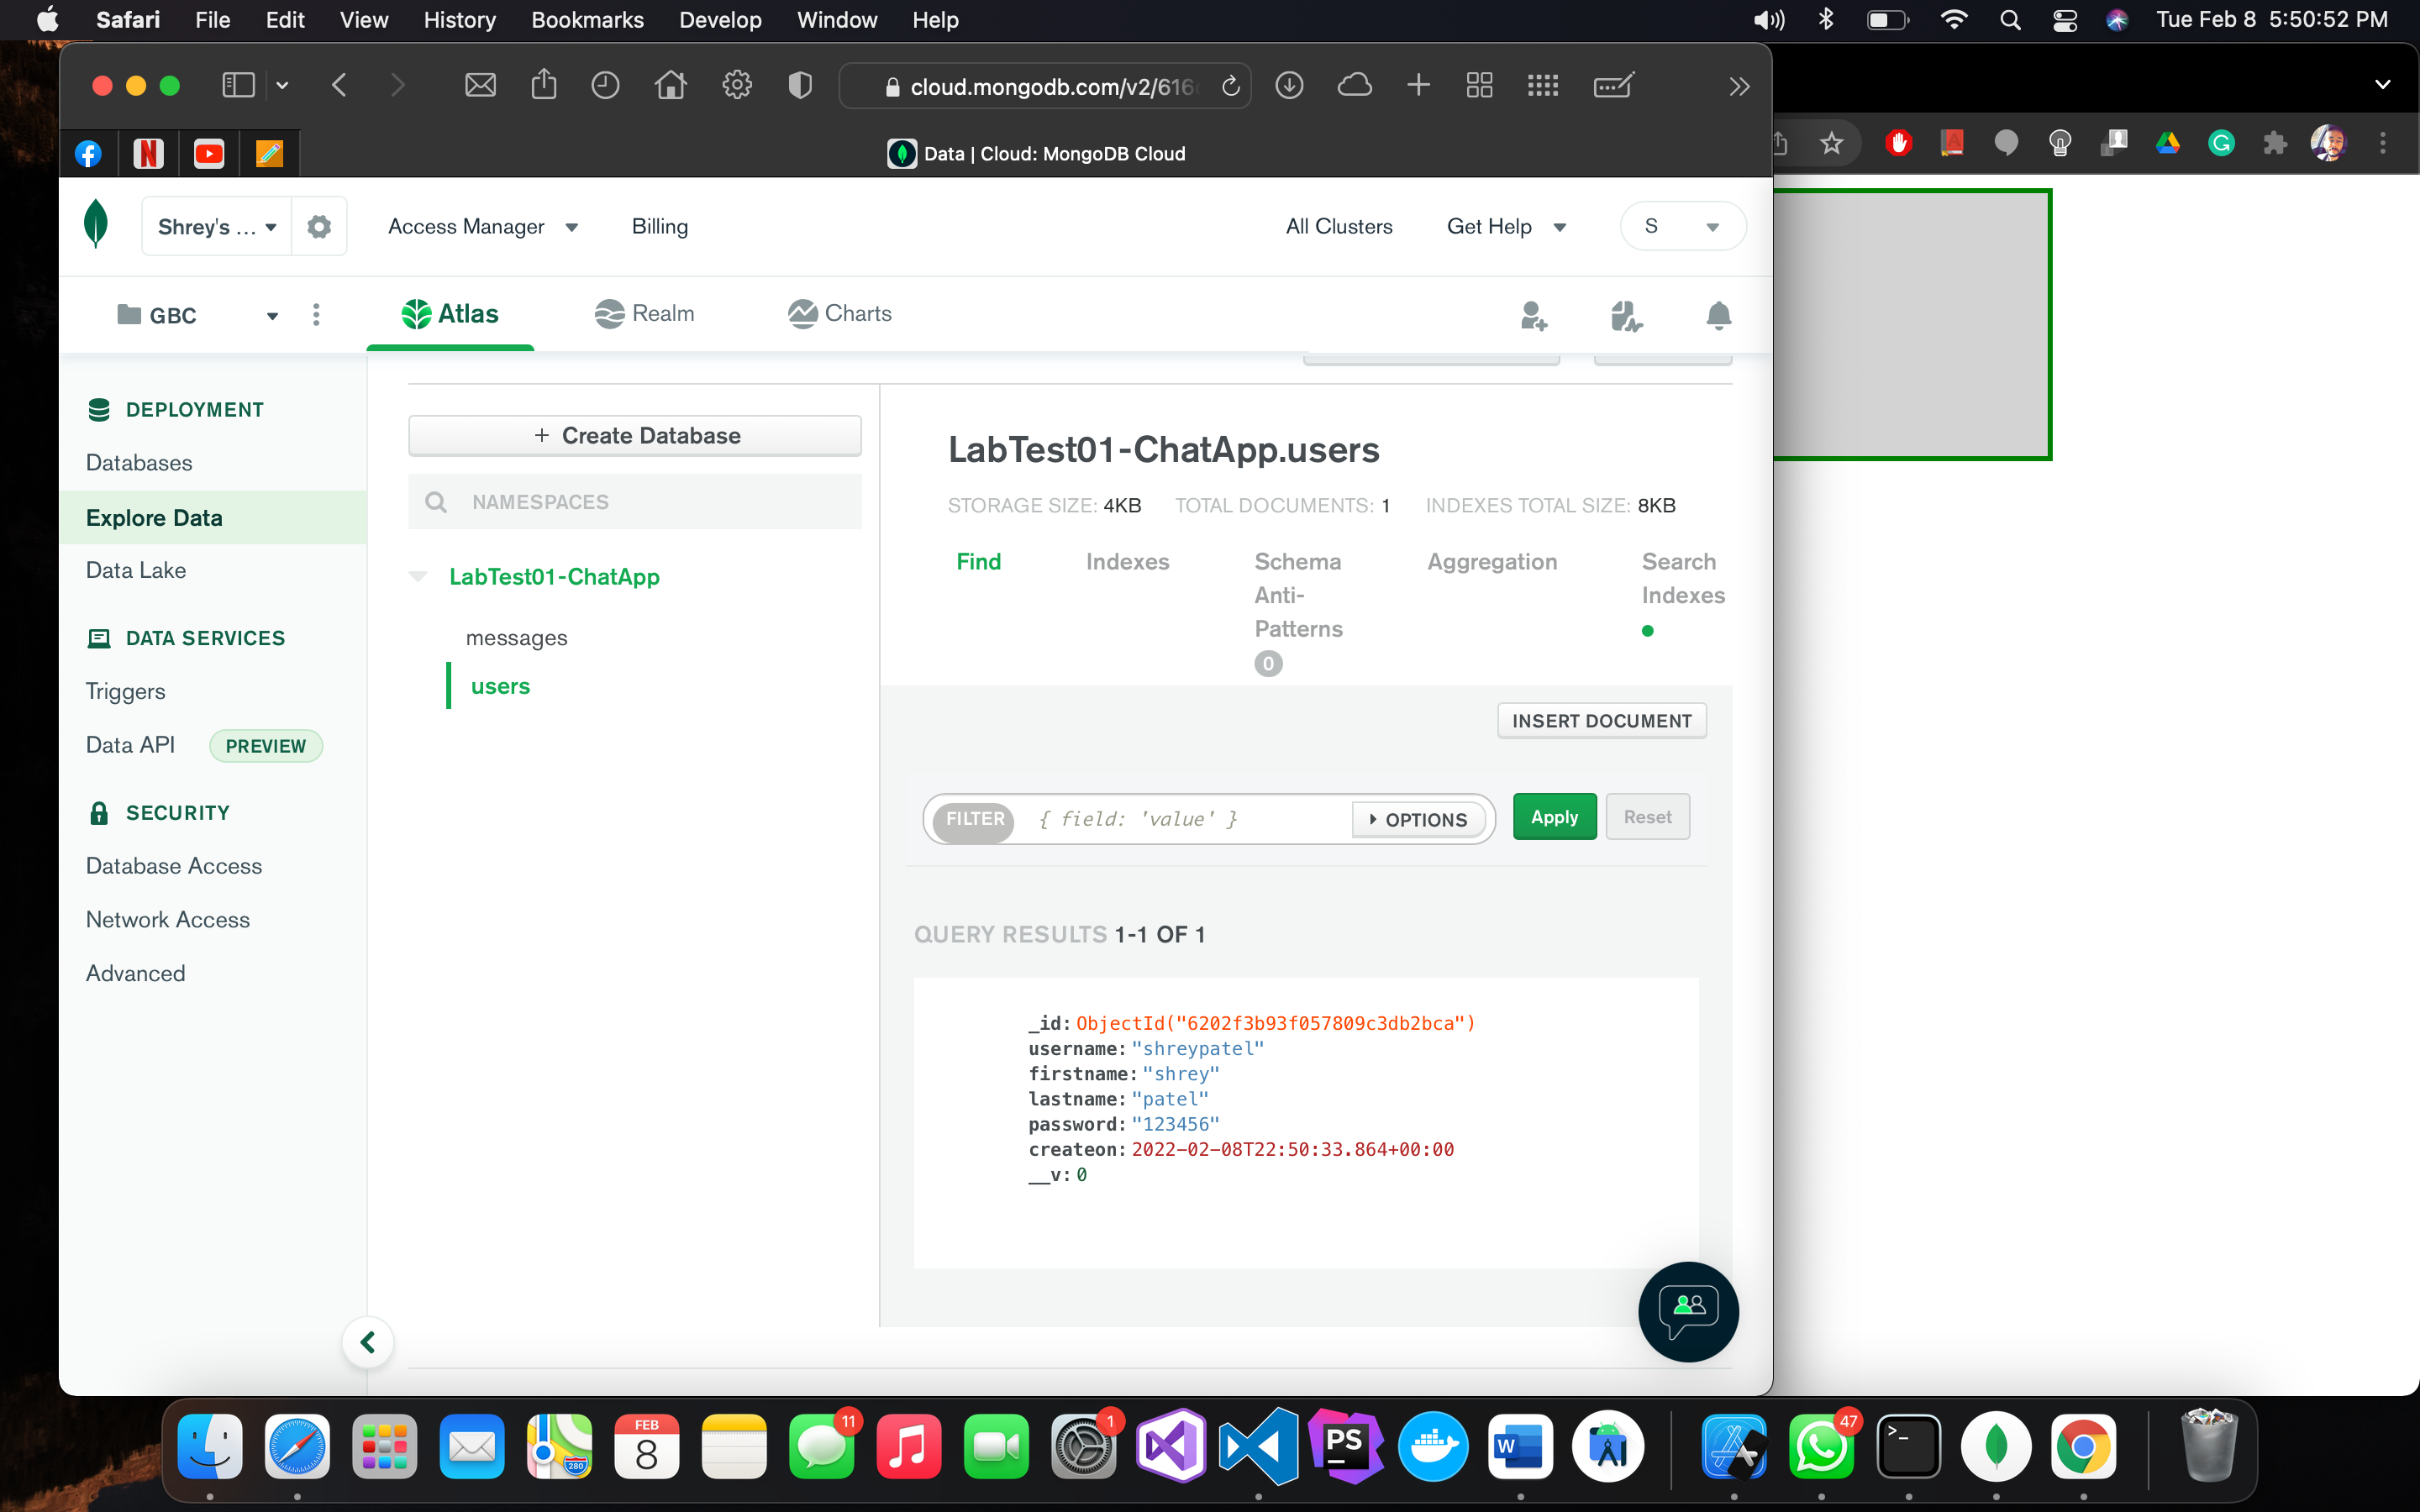 Safari File Edit View History Bookmarks Develop Window Help Tue Feb 8 5:50:52 PM
cloud.mongodb.com/v2/616
Data | Cloud: MongoDB Cloud
Shrey's ... Access Manager Billing All Clusters Get Help S
GBC Atlas Realm Charts
DEPLOYMENT
Databases
Explore Data
Data Lake
DATA SERVICES
Triggers
Data API PREVIEW
SECURITY
Database Access
Network Access
Advanced
+ Create Database
NAMESPACES
LabTest01-ChatApp
messages
users
LabTest01-ChatApp.users
STORAGE SIZE: 4KB TOTAL DOCUMENTS: 1 INDEXES TOTAL SIZE: 8KB
Find Indexes Schema Aggregation Search
Anti- Indexes
Patterns
0
INSERT DOCUMENT
FILTER { field: 'value' } OPTIONS Apply Reset
QUERY RESULTS 1-1 OF 1
_id: ObjectId("6202f3b93f057809c3db2bca")
username: "shreypatel"
firstname: "shrey"
lastname: "patel"
password: "123456"
createon: 2022-02-08T22:50:33.864+00:00
__v: 0
FEB
8
11
1
PS
W
47
>_
280